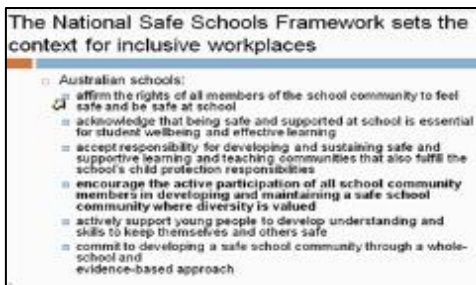 The National Safe Schools Framework sets the
context for inclusive workplaces
Australian schools:
affirm the rights of all members of the school community to feel
safe and be safe at school
acknowledge that being safe and supported at school is essential
for student wellbeing and effective learning
accept responsibility for developing and sustaining safe and
supportive learning and teaching communities that also fulfill the
school's child protection responsibilities
encourage the active participation of all school community
members in developing and maintaining a safe school
community where diversity is valued
actively support young people to develop understanding and
skills to keep themselves and others safe
commit to developing a safe school community through a whole-
school and
evidence-based approach